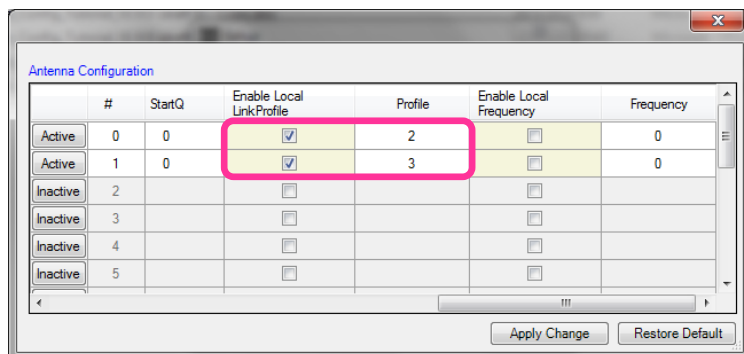 Antenna Configuration
# StartQ Enable Local LinkProfile Profile Enable Local Frequency Frequency
Active 0 0 2 0
Active 1 0 3 0
Inactive 2
Inactive 3
Inactive 4
Inactive 5
Apply Change Restore Default